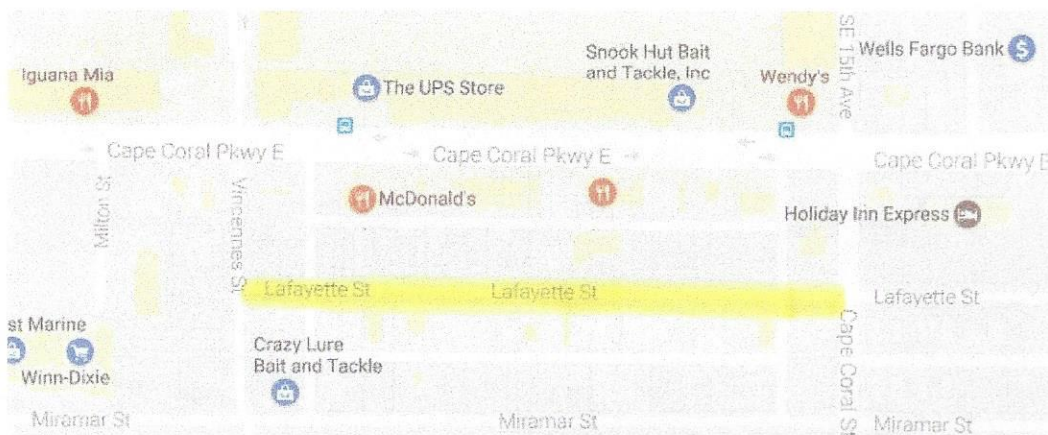 SE 15th Ave
Snook Hut Bait
and Tackle, Inc
Wells Fargo Bank
Iguana Mia
Wendy's
The UPS Store
Cape Coral Pkwy E
Cape Coral Pkwy E
Cape Coral Pkwy E
Milton St
Vincennes St
McDonald's
Holiday Inn Express
Lafayette St
Lafayette St
Lafayette St
st Marine
Winn-Dixie
Crazy Lure
Bait and Tackle
Cape Coral St
Miramar St
Miramar St
Miramar St